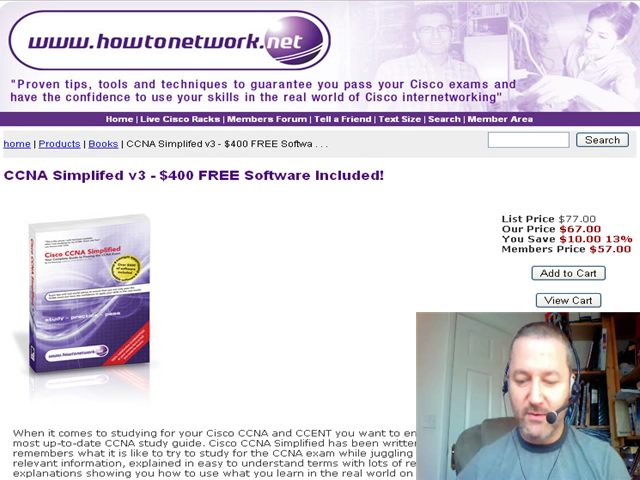 www.howtonetwork.net
"Proven tips, tools and techniques to guarantee you pass your Cisco exams and
have the confidence to use your skills in the real world of Cisco internetworking"
Home | Live Cisco Racks | Members Forum | Tell a Friend | Text Size | Search | Member Area
home | Products | Books | CCNA Simplifed v3 - $400 FREE Softwa . . .
Search
CCNA Simplifed v3 - $400 FREE Software Included!
List Price $77.00
Our Price $67.00
You Save $10.00 13%
Members Price $57.00
Add to Cart
View Cart
Cisco CCNA Simplified
study - practice - pass
www.howtonetwork.net
When it comes to studying for your Cisco CCNA and CCENT you want to en
most up-to-date CCNA study guide. Cisco CCNA Simplified has been written
remembers what it is like to try to study for the CCNA exam while juggling
relevant information, explained in easy to understand terms with lots of re
explanations showing you how to use what you learn in the real world on